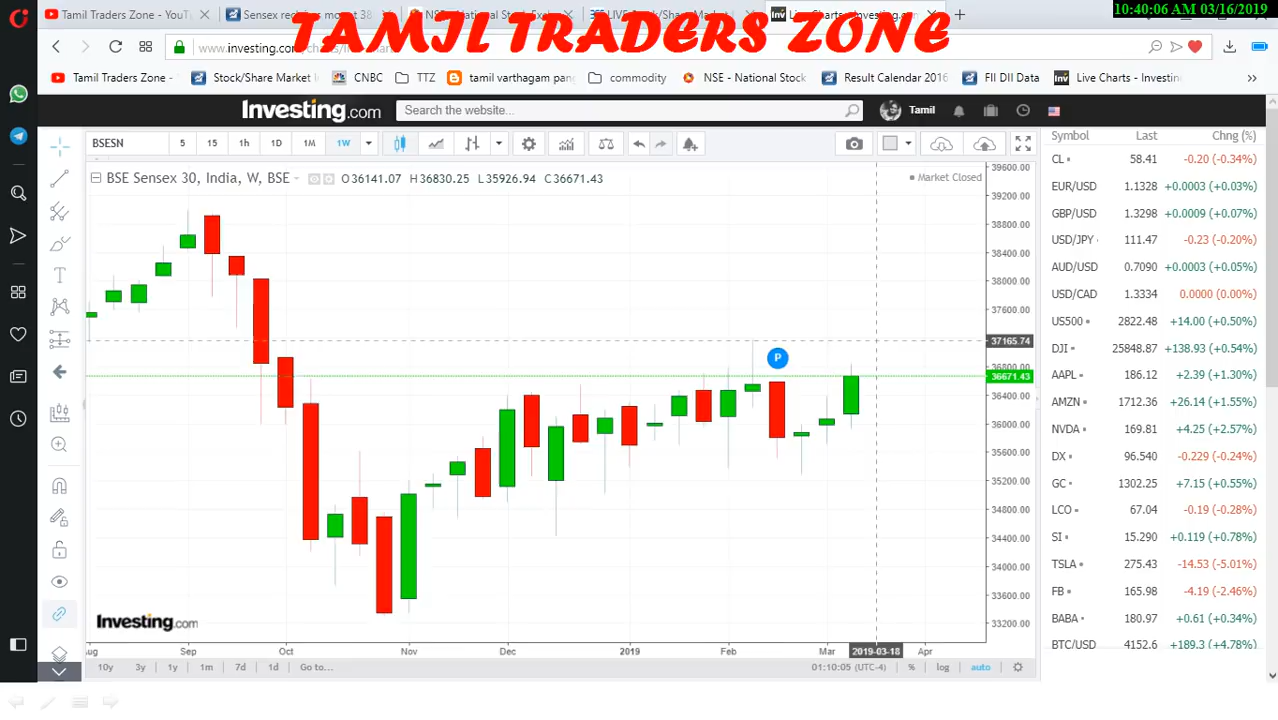 Tamil Traders Zone - YouT
Sensex
NS
Live Charts - Investing.com
10:40:06 AM 03/16/2019
TAMIL TRADERS ZONE
www.investing.com
Tamil Traders Zone -
Stock/Share Market
CNBC
TTZ
tamil varthagam pang
commodity
NSE - National Stock
Result Calendar 2016
FII DII Data
Live Charts - Investin
Investing.com
Search the website...
Tamil
BSESN
5
15
1h
1D
1M
1W
BSE Sensex 30, India, W, BSE
O36141.07 H36830.25 L35926.94 C36671.43
Market Closed
39600.00
39200.00
38800.00
38400.00
38000.00
37600.00
37165.74
36800.00
36671.43
36400.00
36000.00
35600.00
35200.00
34800.00
34400.00
34000.00
33600.00
33200.00
P
Investing.com
Aug Sep Oct Nov Dec 2019 Feb Mar 2019-03-18 Apr
10y 3y 1y 1m 7d 1d Go to...
01:10:05 (UTC-4) % log auto
Symbol Last Chng (%)
CL 58.41 -0.20 (-0.34%)
EUR/USD 1.1328 +0.0003 (+0.03%)
GBP/USD 1.3298 +0.0009 (+0.07%)
USD/JPY 111.47 -0.23 (-0.20%)
AUD/USD 0.7090 +0.0003 (+0.05%)
USD/CAD 1.3334 0.0000 (0.00%)
US500 2822.48 +14.00 (+0.50%)
DJI 25848.87 +138.93 (+0.54%)
AAPL 186.12 +2.39 (+1.30%)
AMZN 1712.36 +26.14 (+1.55%)
NVDA 169.81 +4.25 (+2.57%)
DX 96.540 -0.229 (-0.24%)
GC 1302.25 +7.15 (+0.55%)
LCO 67.04 -0.19 (-0.28%)
SI 15.290 +0.119 (+0.78%)
TSLA 275.43 -14.53 (-5.01%)
FB 165.98 -4.19 (-2.46%)
BABA 180.97 +0.61 (+0.34%)
BTC/USD 4152.6 +189.3 (+4.78%)